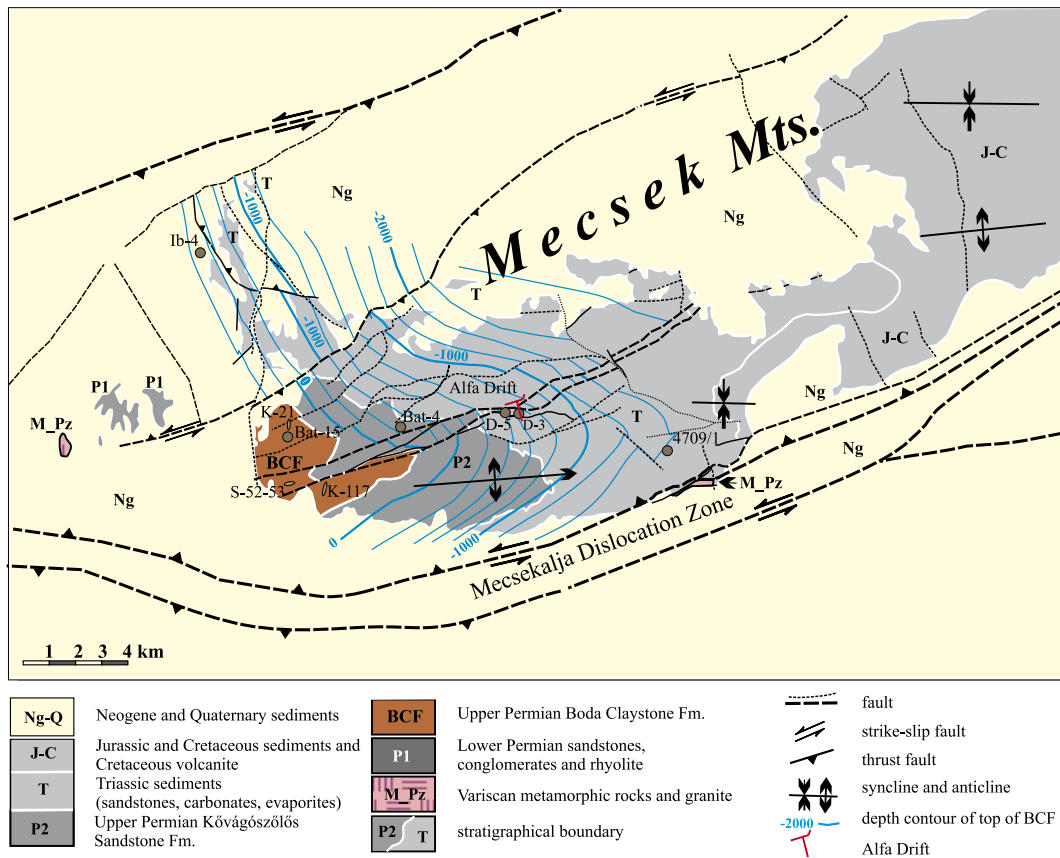 Mecsek Mts.
J-C
T
Ng
-1000
-2000
Ng
Ib-4
T
T
-1000
-1000
J-C
P1
P1
0
Alfa Drift
M_Pz
K-21
Bat-4
D-5
D-3
T
Ng
Bat-15
4709/1
BCF
P2
Ng
Ng
S-52-53
K-117
M_Pz
0
-1000
Mecsekalja Dislocation Zone
1 2 3 4 km
Ng-Q
Neogene and Quaternary sediments
J-C
Jurassic and Cretaceous sediments and
Cretaceous volcanite
T
Triassic sediments
(sandstones, carbonates, evaporites)
P2
Upper Permian Kővágószőlős
Sandstone Fm.
BCF
Upper Permian Boda Claystone Fm.
P1
Lower Permian sandstones,
conglomerates and rhyolite
M_Pz
Variscan metamorphic rocks and granite
P2 T
stratigraphical boundary
fault
strike-slip fault
thrust fault
syncline and anticline
-2000
depth contour of top of BCF
Alfa Drift